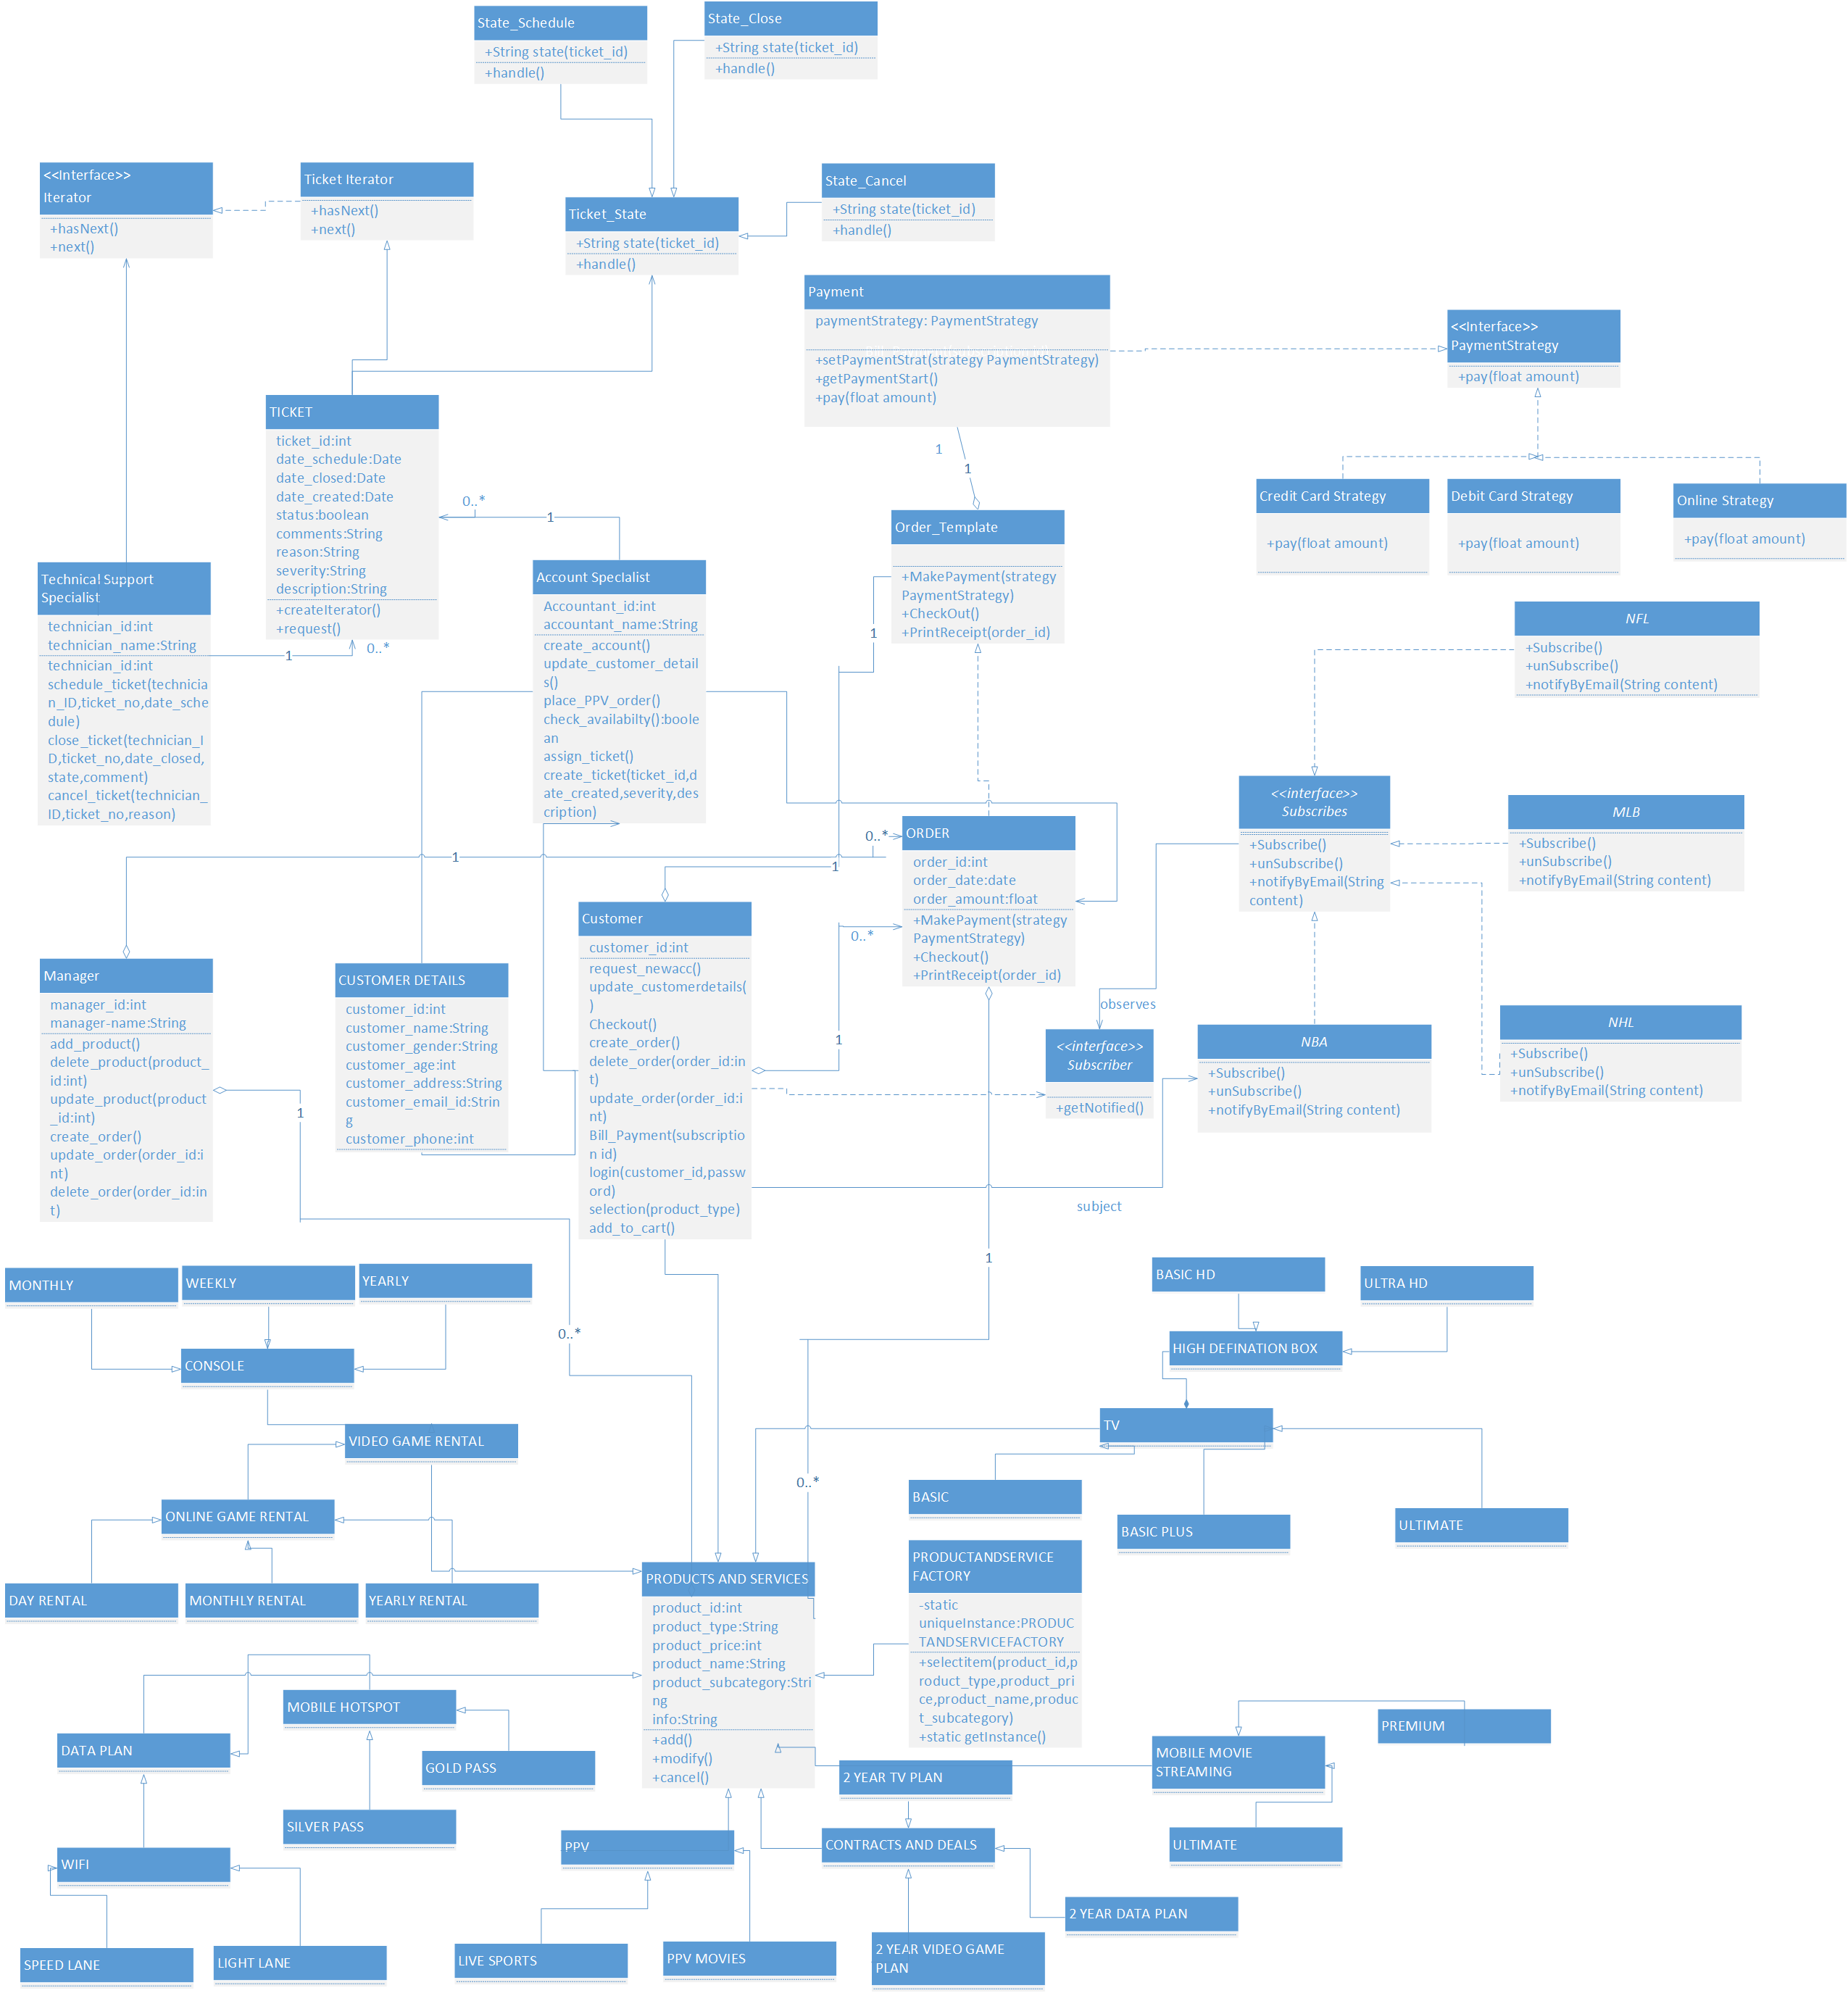 State_Schedule
+String state(ticket_id)
+handle()
State_Close
+String state(ticket_id)
+handle()
<<Interface>>
Iterator
+hasNext()
+next()
Ticket Iterator
+hasNext()
+next()
Ticket_State
+String state(ticket_id)
+handle()
State_Cancel
+String state(ticket_id)
+handle()
Payment
paymentStrategy: PaymentStrategy
+setPaymentStrat(strategy PaymentStrategy)
+getPaymentStart()
+pay(float amount)
<<Interface>>
PaymentStrategy
+pay(float amount)
1
1
TICKET
ticket_id:int
date_schedule:Date
date_closed:Date
date_created:Date
status:boolean
comments:String
reason:String
severity:String
description:String
+createIterator()
+request()
0..*
1
Credit Card Strategy
+pay(float amount)
Debit Card Strategy
+pay(float amount)
Online Strategy
+pay(float amount)
Order_Template
+MakePayment(strategy
PaymentStrategy)
+CheckOut()
+PrintReceipt(order_id)
Technical Support
Specialist
technician_id:int
technician_name:String
technician_id:int
schedule_ticket(technicia
n_ID,ticket_no,date_sche
dule)
close_ticket(technician_I
D,ticket_no,date_closed,
state,comment)
cancel_ticket(technician_
ID,ticket_no,reason)
1
0..*
Account SpecIalist
Accountant_id:int
accountant_name:String
create_account()
update_customer_detail
s()
place_PPV_order()
check_availabilty():boole
an
assign_ticket()
create_ticket(ticket_id,d
ate_created,severity,des
cription)
1
NFL
+Subscribe()
+unSubscribe()
+notifyByEmail(String content)
<<interface>>
Subscribes
+Subscribe()
+unSubscribe()
+notifyByEmail(String
content)
MLB
+Subscribe()
+unSubscribe()
+notifyByEmail(String content)
1
0..*
1
ORDER
order_id:int
order_date:date
order_amount:float
+MakePayment(strategy
PaymentStrategy)
+Checkout()
+PrintReceipt(order_id)
0..*
1
Manager
manager_id:int
manager-name:String
add_product()
delete_product(product_
id:int)
update_product(product
_id:int)
create_order()
update_order(order_id:i
nt)
delete_order(order_id:in
t)
1
CUSTOMER DETAILS
customer_id:int
customer_name:String
customer_gender:String
customer_age:int
customer_address:String
customer_email_id:Strin
g
customer_phone:int
Customer
customer_id:int
request_newacc()
update_customerdetails(
)
Checkout()
create_order()
delete_order(order_id:in
t)
update_order(order_id:i
nt)
Bill_Payment(subscriptio
n id)
login(customer_id,passw
ord)
selection(product_type)
add_to_cart()
observes
<<interface>>
Subscriber
+getNotified()
NBA
+Subscribe()
+unSubscribe()
+notifyByEmail(String content)
NHL
+Subscribe()
+unSubscribe()
+notifyByEmail(String content)
subject
1
0..*
0..*
MONTHLY
WEEKLY
YEARLY
CONSOLE
VIDEO GAME RENTAL
ONLINE GAME RENTAL
DAY RENTAL
MONTHLY RENTAL
YEARLY RENTAL
BASIC HD
ULTRA HD
HIGH DEFINATION BOX
TV
BASIC
BASIC PLUS
ULTIMATE
PRODUCTS AND SERVICES
product_id:int
product_type:String
product_price:int
product_name:String
product_subcategory:Stri
ng
info:String
+add()
+modify()
+cancel()
PRODUCTANDSERVICE
FACTORY
-static
uniqueInstance:PRODUC
TANDSERVICEFACTORY
+selectitem(product_id,p
roduct_type,product_pri
ce,product_name,produc
t_subcategory)
+static getInstance()
MOBILE HOTSPOT
DATA PLAN
GOLD PASS
SILVER PASS
WIFI
SPEED LANE
LIGHT LANE
PREMIUM
MOBILE MOVIE
STREAMING
ULTIMATE
2 YEAR TV PLAN
PPV
CONTRACTS AND DEALS
2 YEAR DATA PLAN
LIVE SPORTS
PPV MOVIES
2 YEAR VIDEO GAME
PLAN